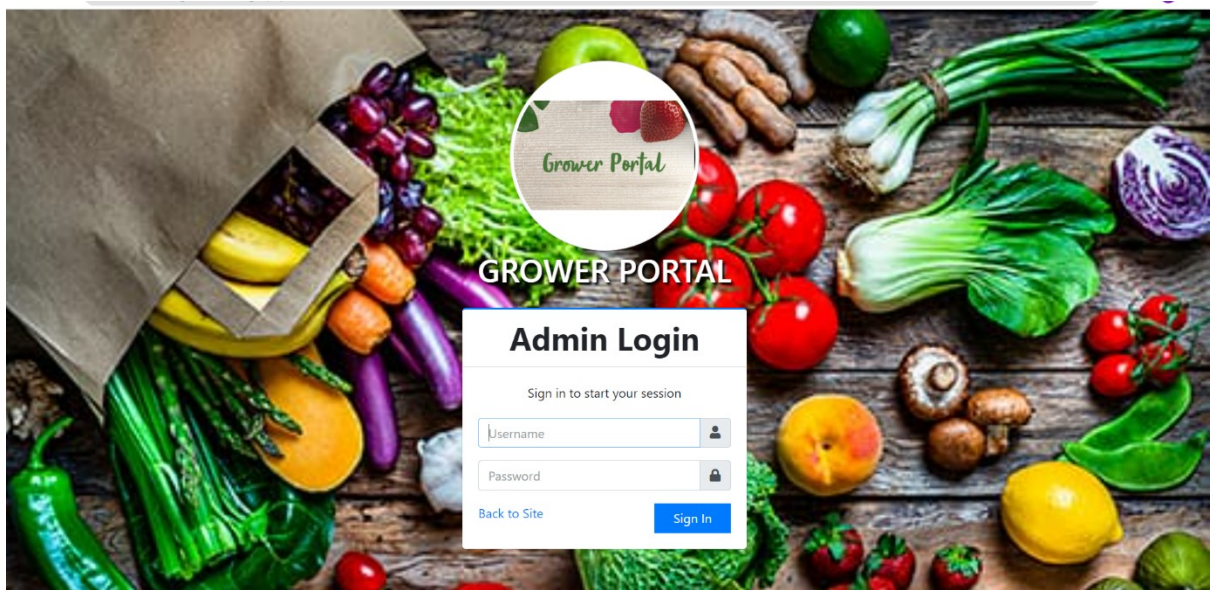 Grower Portal
GROWER PORTAL
Admin Login
Sign in to start your session
Username
Password
Back to Site
Sign In